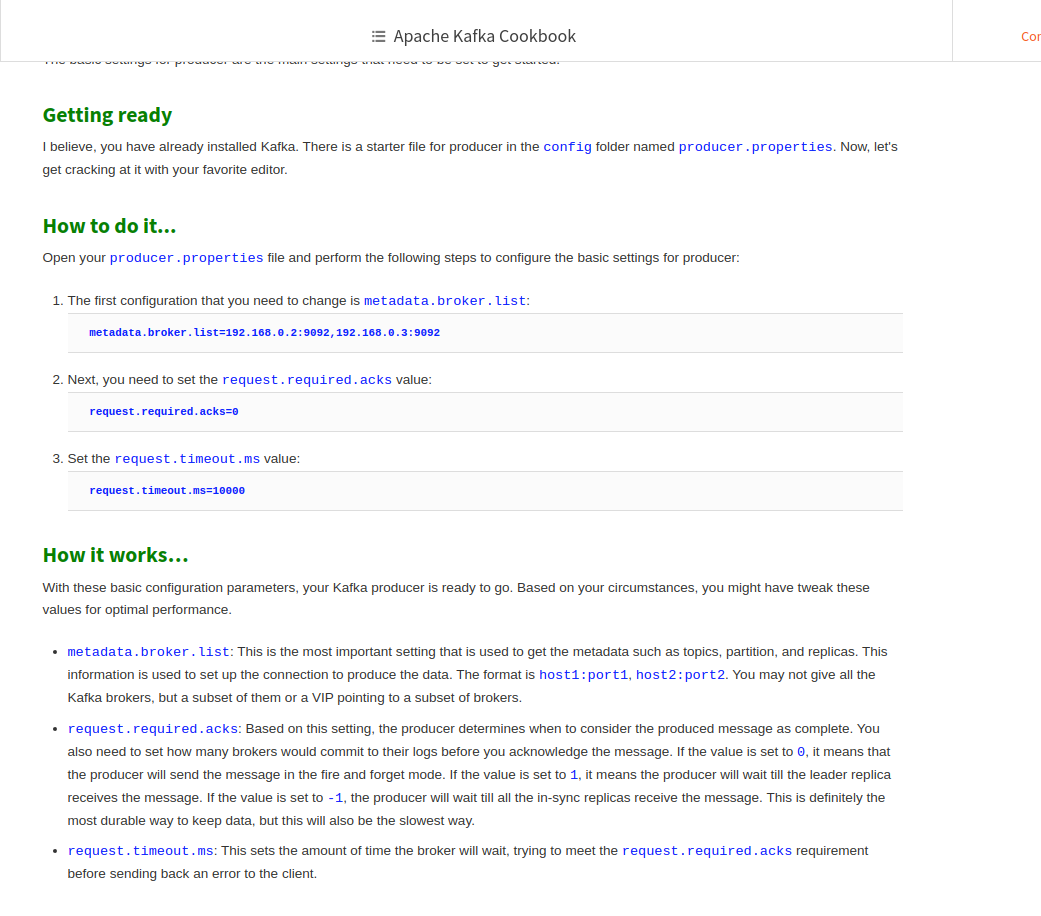 Apache Kafka Cookbook
Cor
The basic settings for producer are the main settings that need to be set to get started.
Getting ready
I believe, you have already installed Kafka. There is a starter file for producer in the config folder named producer.properties. Now, let's
get cracking at it with your favorite editor.
How to do it…
Open your producer.properties file and perform the following steps to configure the basic settings for producer:
1. The first configuration that you need to change is metadata.broker.list:
metadata.broker.list=192.168.0.2:9092,192.168.0.3:9092
2. Next, you need to set the request.required.acks value:
request.required.acks=0
3. Set the request.timeout.ms value:
request.timeout.ms=10000
How it works…
With these basic configuration parameters, your Kafka producer is ready to go. Based on your circumstances, you might have tweak these
values for optimal performance.
• metadata.broker.list: This is the most important setting that is used to get the metadata such as topics, partition, and replicas. This
information is used to set up the connection to produce the data. The format is host1:port1, host2:port2. You may not give all the
Kafka brokers, but a subset of them or a VIP pointing to a subset of brokers.
• request.required.acks: Based on this setting, the producer determines when to consider the produced message as complete. You
also need to set how many brokers would commit to their logs before you acknowledge the message. If the value is set to 0, it means that
the producer will send the message in the fire and forget mode. If the value is set to 1, it means the producer will wait till the leader replica
receives the message. If the value is set to -1, the producer will wait till all the in-sync replicas receive the message. This is definitely the
most durable way to keep data, but this will also be the slowest way.
• request.timeout.ms: This sets the amount of time the broker will wait, trying to meet the request.required.acks requirement
before sending back an error to the client.